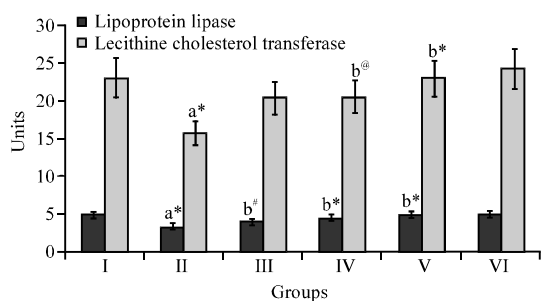 Lipoprotein lipase
Lecithine cholesterol transferase
30
25
20
15
10
5
0
Units
a*
a*
b#
b@
b*
b*
b*
I II III IV V VI
Groups